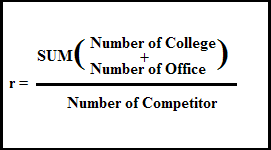 Number of College
SUM( + )
Number of Office
r =
Number of Competitor